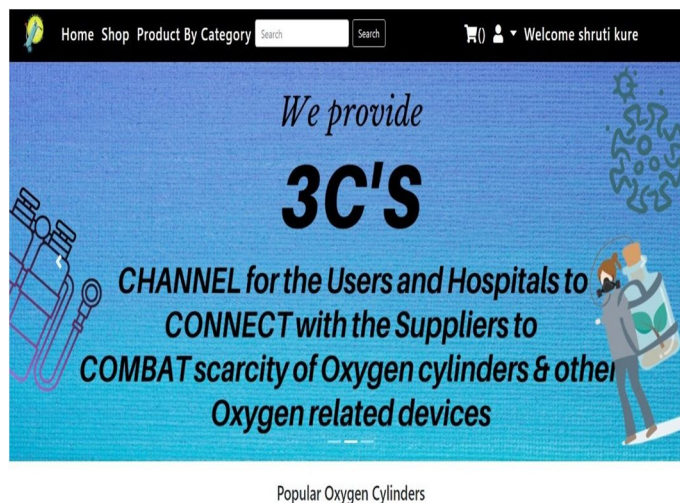 Home Shop Product By Category Search Search () Welcome shruti kure
We provide
3C'S
CHANNEL for the Users and Hospitals to
CONNECT with the Suppliers to
COMBAT scarcity of Oxygen cylinders & other
Oxygen related devices
Popular Oxygen Cylinders